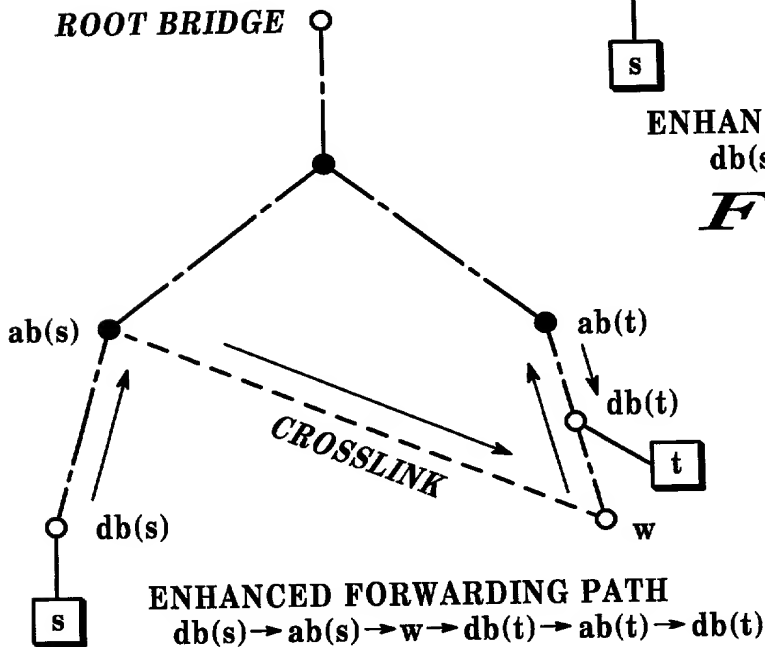 ROOT BRIDGE
s
ENHAN
db(s
F
ab(s)
ab(t)
db(t)
CROSSLINK
t
db(s)
w
s
ENHANCED FORWARDING PATH
db(s)→ab(s)→w→db(t)→ab(t)→db(t)